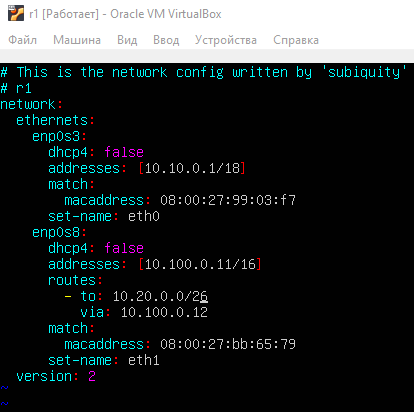 r1 [Работает] - Oracle VM VirtualBox
Файл Машина Вид Ввод Устройства Справка
# This is the network config written by 'subiquity'
# r1
network:
  ethernets:
    enp0s3:
      dhcp4: false
      addresses: [10.10.0.1/18]
      match:
        macaddress: 08:00:27:99:03:f7
      set-name: eth0
    enp0s8:
      dhcp4: false
      addresses: [10.100.0.11/16]
      routes:
        - to: 10.20.0.0/26
          via: 10.100.0.12
      match:
        macaddress: 08:00:27:bb:65:79
      set-name: eth1
  version: 2
~
~